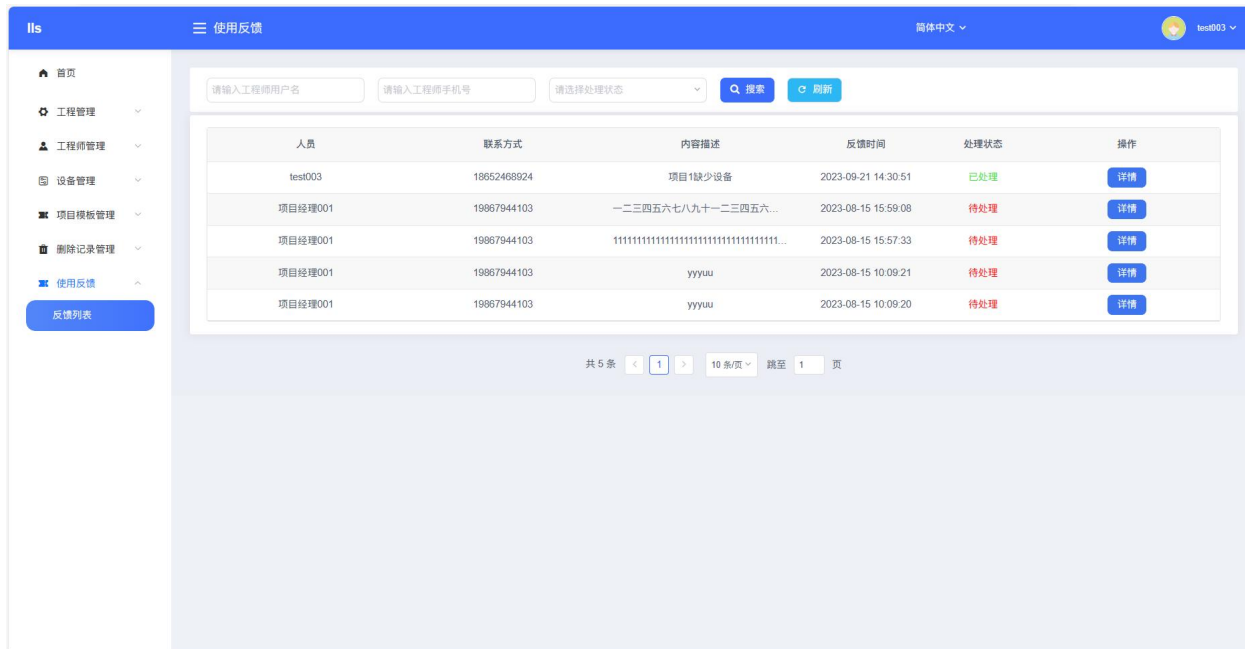 lls 使用反馈 简体中文 test003
首页
工程管理
工程师管理
设备管理
项目模板管理
删除记录管理
使用反馈
反馈列表
请输入工程师用户名 请输入工程师手机号 请选择处理状态 搜索 刷新
人员 联系方式 内容描述 反馈时间 处理状态 操作
test003 18652468924 项目1缺少设备 2023-09-21 14:30:51 已处理 详情
项目经理001 19867944103 一二三四五六七八九十一二三四五六... 2023-08-15 15:59:08 待处理 详情
项目经理001 19867944103 1111111111111111111111111111111111... 2023-08-15 15:57:33 待处理 详情
项目经理001 19867944103 yyyuu 2023-08-15 10:09:21 待处理 详情
项目经理001 19867944103 yyyuu 2023-08-15 10:09:20 待处理 详情
共 5 条 < 1 > 10 条/页 跳至 1 页